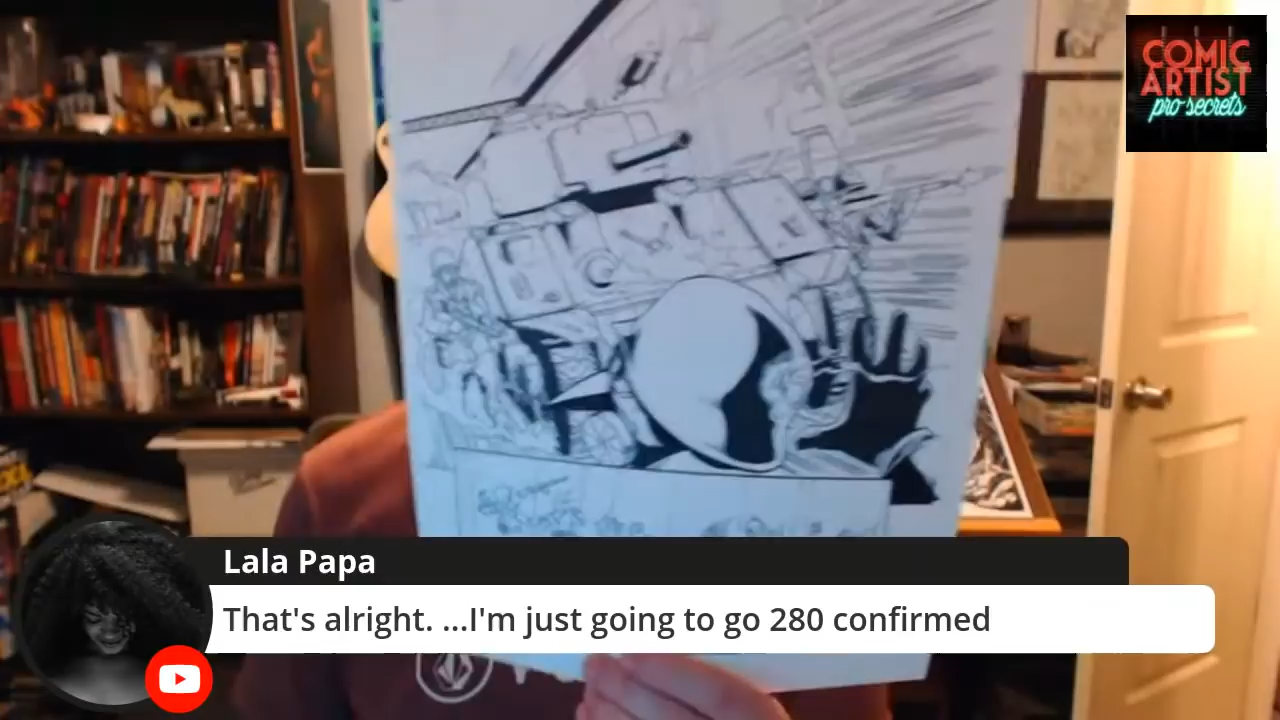 COMIC
ARTIST
pro secrets
Lala Papa
That's alright. ...I'm just going to go 280 confirmed